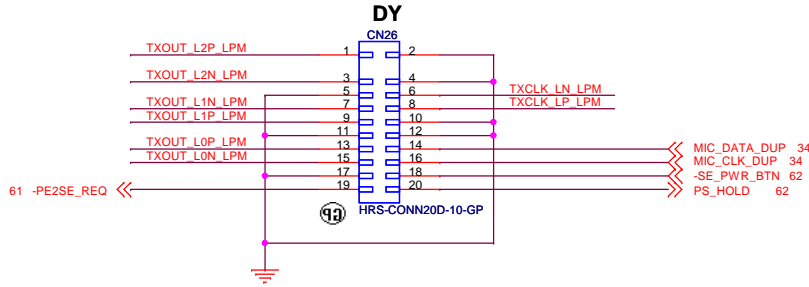 DY
CN26
TXOUT_L2P_LPM 1 2
TXOUT_L2N_LPM 3 4
5 6 TXCLK_LN_LPM
TXOUT_L1N_LPM 7 8 TXCLK_LP_LPM
TXOUT_L1P_LPM 9 10
11 12
TXOUT_L0P_LPM 13 14 MIC_DATA_DUP 34
TXOUT_L0N_LPM 15 16 MIC_CLK_DUP 34
17 18 -SE_PWR_BTN 62
61 -PE2SE_REQ 19 20 PS_HOLD 62
HRS-CONN20D-10-GP